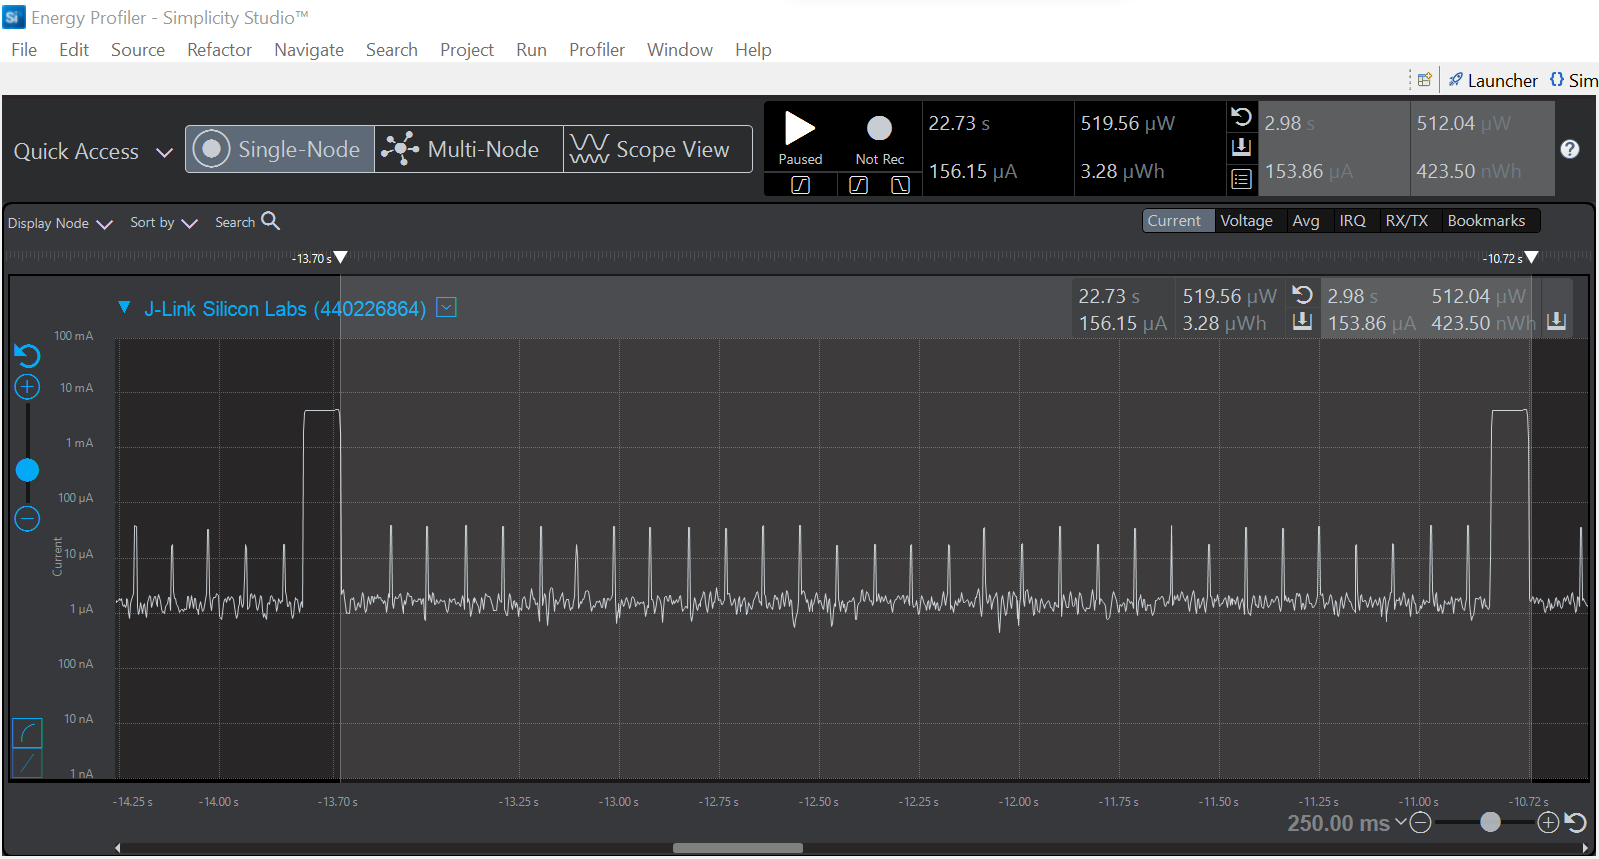 Si Energy Profiler - Simplicity Studio™
File Edit Source Refactor Navigate Search Project Run Profiler Window Help
Launcher Sim
Quick Access Single-Node Multi-Node Scope View
Paused Not Rec
22.73 s 519.56 µW
156.15 µA 3.28 µWh
2.98 s 512.04 µW
153.86 µA 423.50 nWh
?
Display Node Sort by Search
Current Voltage Avg IRQ RX/TX Bookmarks
-13.70 s -10.72 s
J-Link Silicon Labs (440226864)
22.73 s 519.56 µW 2.98 s 512.04 µW
156.15 µA 3.28 µWh 153.86 µA 423.50 nWh
100 mA
10 mA
1 mA
100 µA
10 µA
1 µA
100 nA
10 nA
1 nA
Current
-14.25 s -14.00 s -13.70 s -13.25 s -13.00 s -12.75 s -12.50 s -12.25 s -12.00 s -11.75 s -11.50 s -11.25 s -11.00 s -10.72 s
250.00 ms